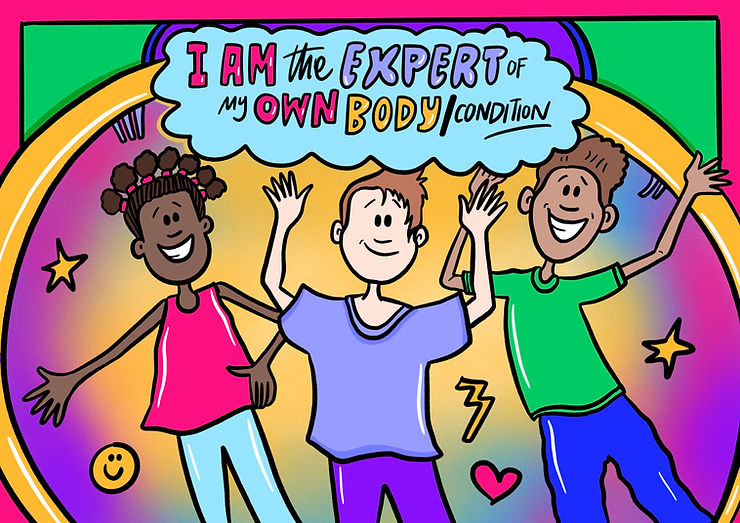 I AM the EXPERT OF
MY OWN BODY/CONDITION